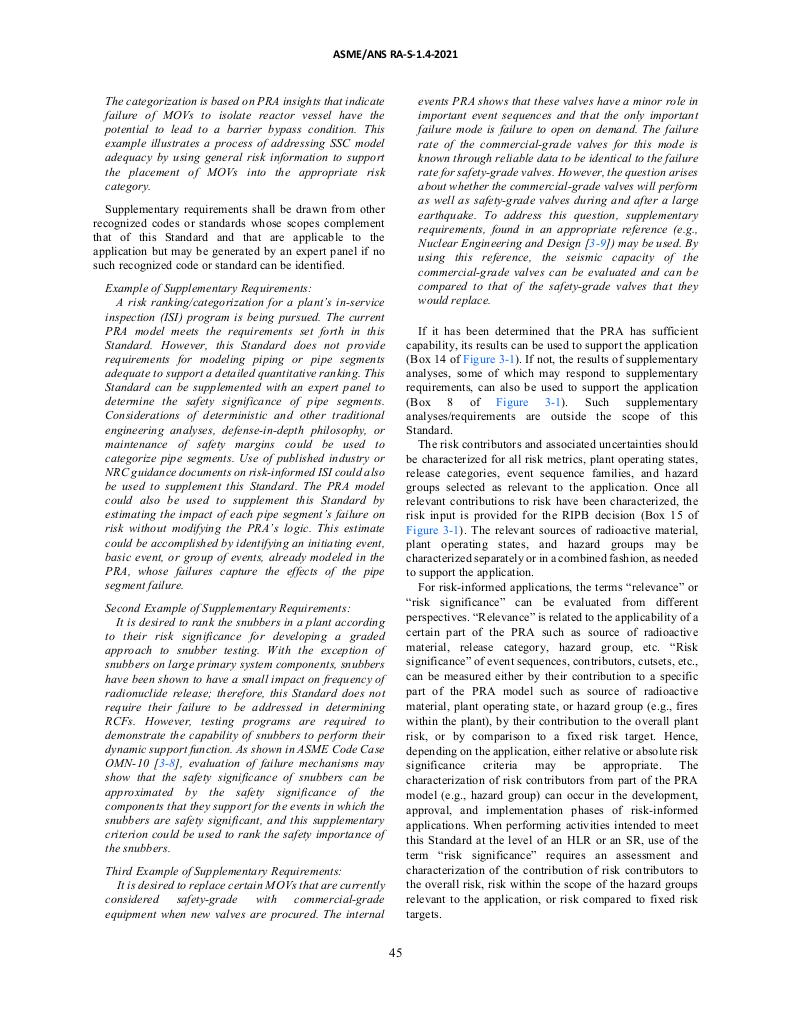 ASME/ANS RA-S-1.4-2021
The categorization is based on PRA insights that indicate
failure of MOVs to isolate reactor vessel have the
potential to lead to a barrier bypass condition. This
example illustrates a process of addressing SSC model
adequacy by using general risk information to support
the placement of MOVs into the appropriate risk
category.
Supplementary requirements shall be drawn from other
recognized codes or standards whose scopes complement
that of this Standard and that are applicable to the
application but may be generated by an expert panel if no
such recognized code or standard can be identified.
Example of Supplementary Requirements:
A risk ranking/categorization for a plant's in-service
inspection (ISI) program is being pursued. The current
PRA model meets the requirements set forth in this
Standard. However, this Standard does not provide
requirements for modeling piping or pipe segments
adequate to support a detailed quantitative ranking. This
Standard can be supplemented with an expert panel to
determine the safety significance of pipe segments.
Considerations of deterministic and other traditional
engineering analyses, defense-in-depth philosophy, or
maintenance of safety margins could be used to
categorize pipe segments. Use of published industry or
NRC guidance documents on risk-informed ISI could also
be used to supplement this Standard. The PRA model
could also be used to supplement this Standard by
estimating the impact of each pipe segment's failure on
risk without modifying the PRA's logic. This estimate
could be accomplished by identifying an initiating event,
basic event, or group of events, already modeled in the
PRA, whose failures capture the effects of the pipe
segment failure.
Second Example of Supplementary Requirements:
It is desired to rank the snubbers in a plant according
to their risk significance for developing a graded
approach to snubber testing. With the exception of
snubbers on large primary system components, snubbers
have been shown to have a small impact on frequency of
radionuclide release; therefore, this Standard does not
require their failure to be addressed in determining
RCFs. However, testing programs are required to
demonstrate the capability of snubbers to perform their
dynamic support function. As shown in ASME Code Case
OMN-10 [3-8], evaluation of failure mechanisms may
show that the safety significance of snubbers can be
approximated by the safety significance of the
components that they support for the events in which the
snubbers are safety significant, and this supplementary
criterion could be used to rank the safety importance of
the snubbers.
Third Example of Supplementary Requirements:
It is desired to replace certain MOVs that are currently
considered safety-grade with commercial-grade
equipment when new valves are procured. The internal
events PRA shows that these valves have a minor role in
important event sequences and that the only important
failure mode is failure to open on demand. The failure
rate of the commercial-grade valves for this mode is
known through reliable data to be identical to the failure
rate for safety-grade valves. However, the question arises
about whether the commercial-grade valves will perform
as well as safety-grade valves during and after a large
earthquake. To address this question, supplementary
requirements, found in an appropriate reference (e.g.,
Nuclear Engineering and Design [3-9]) may be used. By
using this reference, the seismic capacity of the
commercial-grade valves can be evaluated and can be
compared to that of the safety-grade valves that they
would replace.
If it has been determined that the PRA has sufficient
capability, its results can be used to support the application
(Box 14 of Figure 3-1). If not, the results of supplementary
analyses, some of which may respond to supplementary
requirements, can also be used to support the application
(Box 8 of Figure 3-1). Such supplementary
analyses/requirements are outside the scope of this
Standard.
The risk contributors and associated uncertainties should
be characterized for all risk metrics, plant operating states,
release categories, event sequence families, and hazard
groups selected as relevant to the application. Once all
relevant contributions to risk have been characterized, the
risk input is provided for the RIPB decision (Box 15 of
Figure 3-1). The relevant sources of radioactive material,
plant operating states, and hazard groups may be
characterized separately or in a combined fashion, as needed
to support the application.
For risk-informed applications, the terms "relevance" or
"risk significance" can be evaluated from different
perspectives. "Relevance" is related to the applicability of a
certain part of the PRA such as source of radioactive
material, release category, hazard group, etc. "Risk
significance" of event sequences, contributors, cutsets, etc.,
can be measured either by their contribution to a specific
part of the PRA model such as source of radioactive
material, plant operating state, or hazard group (e.g., fires
within the plant), by their contribution to the overall plant
risk, or by comparison to a fixed risk target. Hence,
depending on the application, either relative or absolute risk
significance criteria may be appropriate. The
characterization of risk contributors from part of the PRA
model (e.g., hazard group) can occur in the development,
approval, and implementation phases of risk-informed
applications. When performing activities intended to meet
this Standard at the level of an HLR or an SR, use of the
term "risk significance" requires an assessment and
characterization of the contribution of risk contributors to
the overall risk, risk within the scope of the hazard groups
relevant to the application, or risk compared to fixed risk
targets.
45